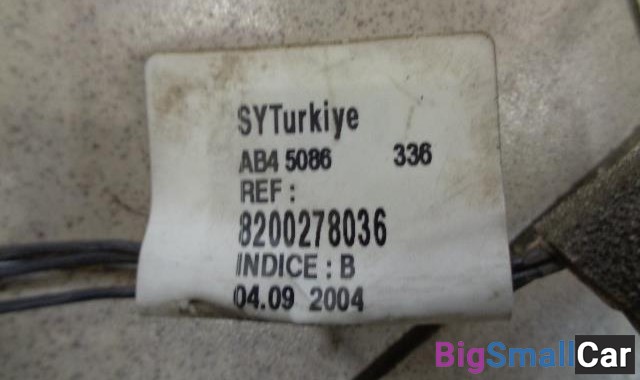 SYTurkiye
AB4 5086 336
REF :
8200278036
INDICE : B
04.09 2004
BigSmallCar